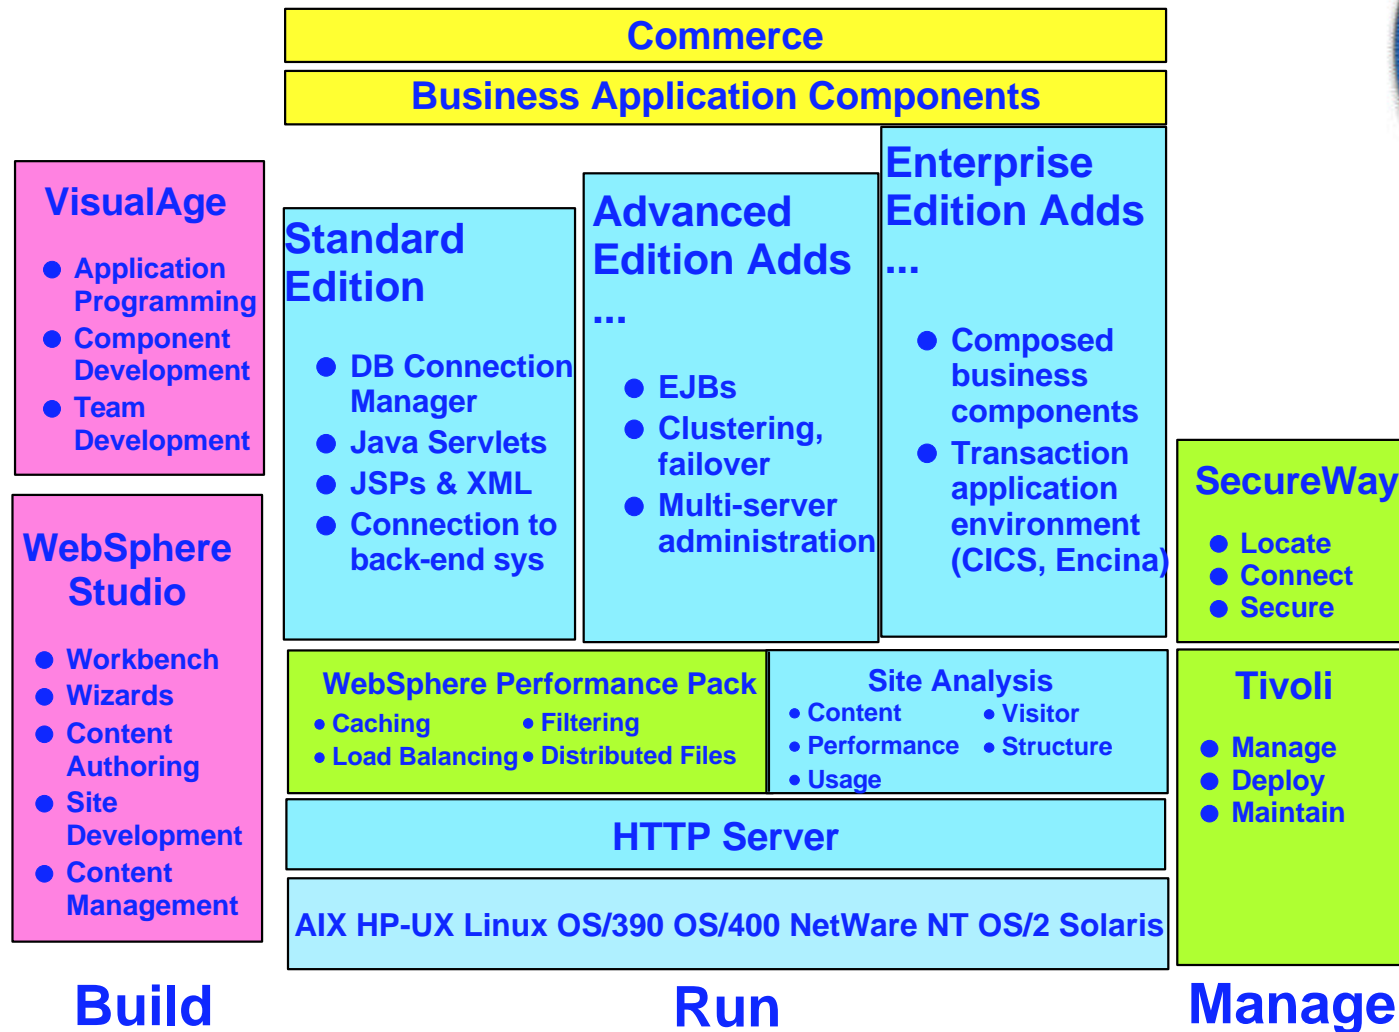 Commerce
Business Application Components
VisualAge
Application
Programming
Component
Development
Team
Development
WebSphere
Studio
Workbench
Wizards
Content
Authoring
Site
Development
Content
Management
Standard
Edition
DB Connection
Manager
Java Servlets
JSPs & XML
Connection to
back-end sys
Advanced
Edition Adds
...
EJBs
Clustering,
failover
Multi-server
administration
Enterprise
Edition Adds
...
Composed
business
components
Transaction
application
environment
(CICS, Encina)
WebSphere Performance Pack
Caching
Filtering
Load Balancing
Distributed Files
Site Analysis
Content
Visitor
Performance
Structure
Usage
HTTP Server
AIX HP-UX Linux OS/390 OS/400 NetWare NT OS/2 Solaris
SecureWay
Locate
Connect
Secure
Tivoli
Manage
Deploy
Maintain
Build
Run
Manage